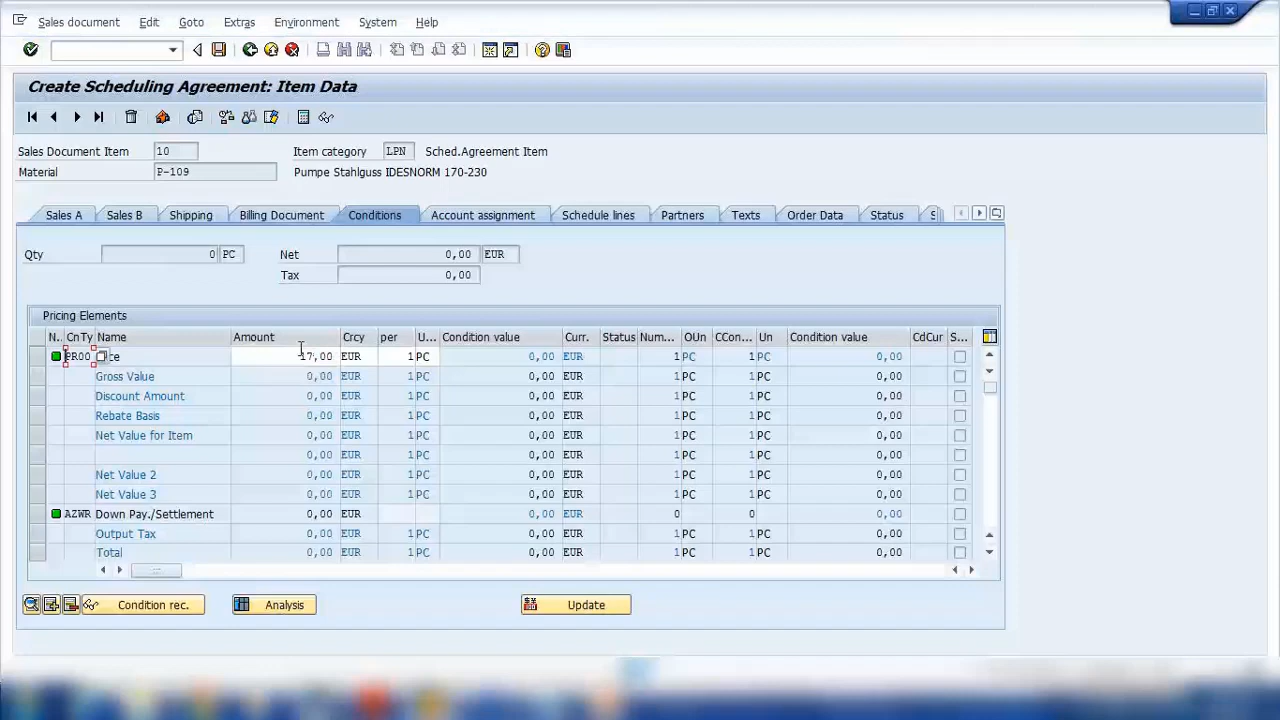 Sales document Edit Goto Extras Environment System Help
Create Scheduling Agreement: Item Data
Sales Document Item 10 Item category LPN Sched.Agreement Item
Material P-109 Pumpe Stahlguss IDESNORM 170-230
Sales A Sales B Shipping Billing Document Conditions Account assignment Schedule lines Partners Texts Order Data Status S
Qty 0 PC Net 0,00 EUR
Tax 0,00
Pricing Elements
N.. CnTy Name Amount Crcy per U... Condition value Curr. Status Num... OUn CCon... Un Condition value CdCur S...
PR00 ce 17,00 EUR 1 PC 0,00 EUR 1 PC 1 PC 0,00
Gross Value 0,00 EUR 1 PC 0,00 EUR 1 PC 1 PC 0,00
Discount Amount 0,00 EUR 1 PC 0,00 EUR 1 PC 1 PC 0,00
Rebate Basis 0,00 EUR 1 PC 0,00 EUR 1 PC 1 PC 0,00
Net Value for Item 0,00 EUR 1 PC 0,00 EUR 1 PC 1 PC 0,00
0,00 EUR 1 PC 0,00 EUR 1 PC 1 PC 0,00
Net Value 2 0,00 EUR 1 PC 0,00 EUR 1 PC 1 PC 0,00
Net Value 3 0,00 EUR 1 PC 0,00 EUR 1 PC 1 PC 0,00
AZWR Down Pay./Settlement 0,00 EUR 0,00 EUR 0 0 0,00
Output Tax 0,00 EUR 1 PC 0,00 EUR 1 PC 1 PC 0,00
Total 0,00 EUR 1 PC 0,00 EUR 1 PC 1 PC 0,00
Condition rec. Analysis Update